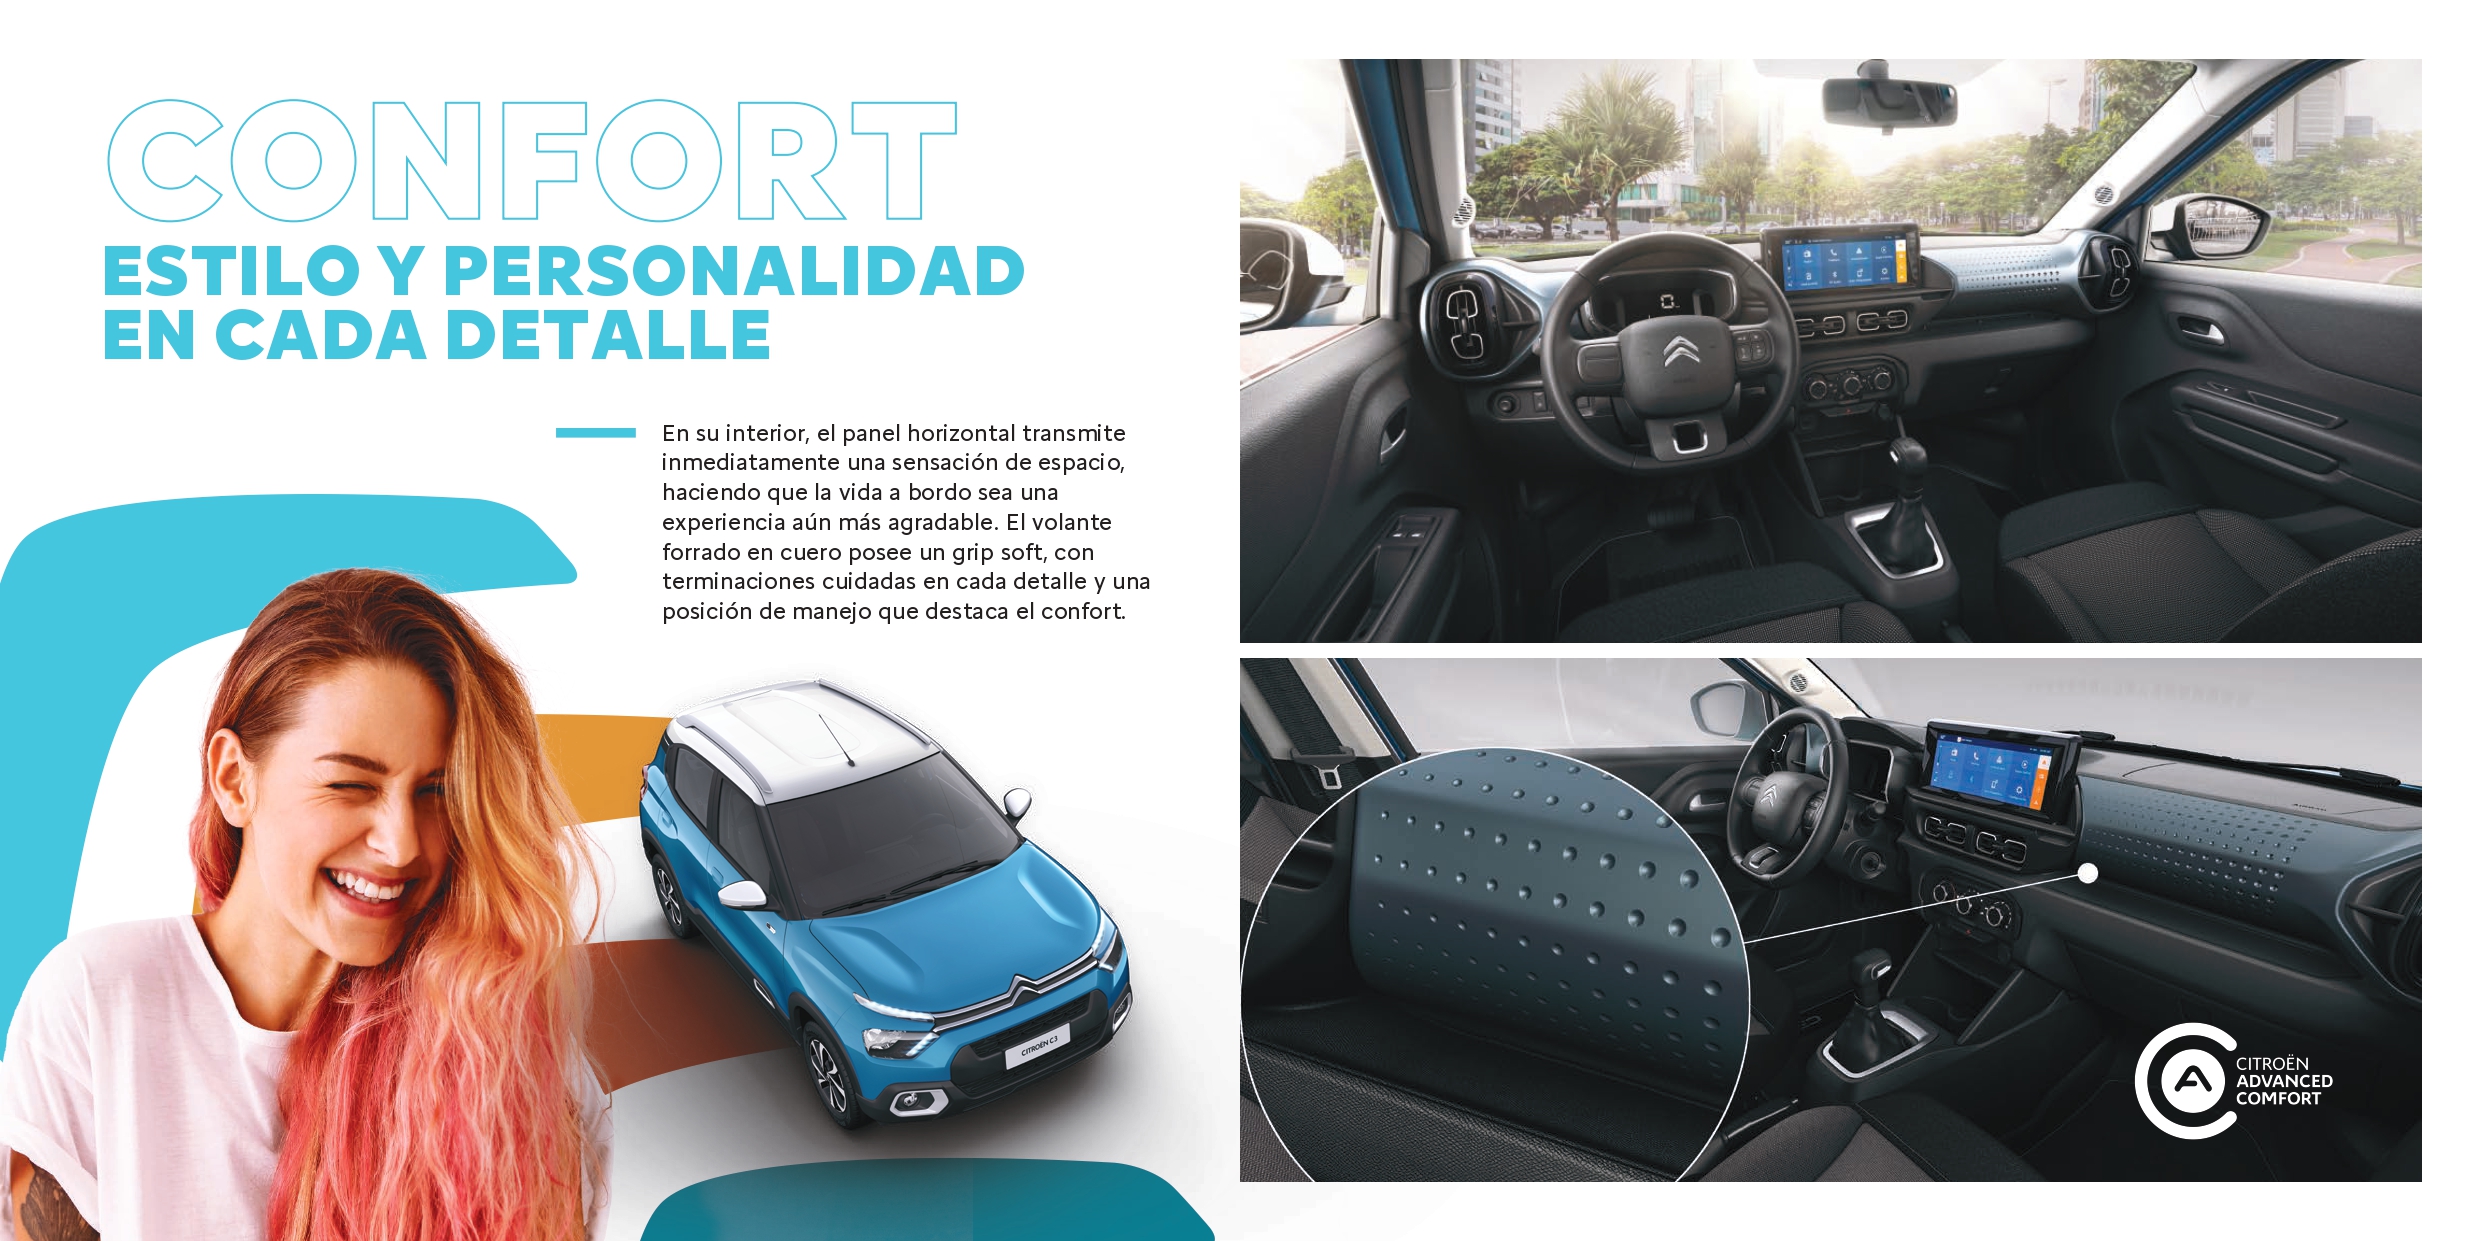 CONFORT
ESTILO Y PERSONALIDAD
EN CADA DETALLE
En su interior, el panel horizontal transmite
inmediatamente una sensación de espacio,
haciendo que la vida a bordo sea una
experiencia aún más agradable. El volante
forrado en cuero posee un grip soft, con
terminaciones cuidadas en cada detalle y una
posición de manejo que destaca el confort.
CITROËN C3
CITROËN
ADVANCED
COMFORT